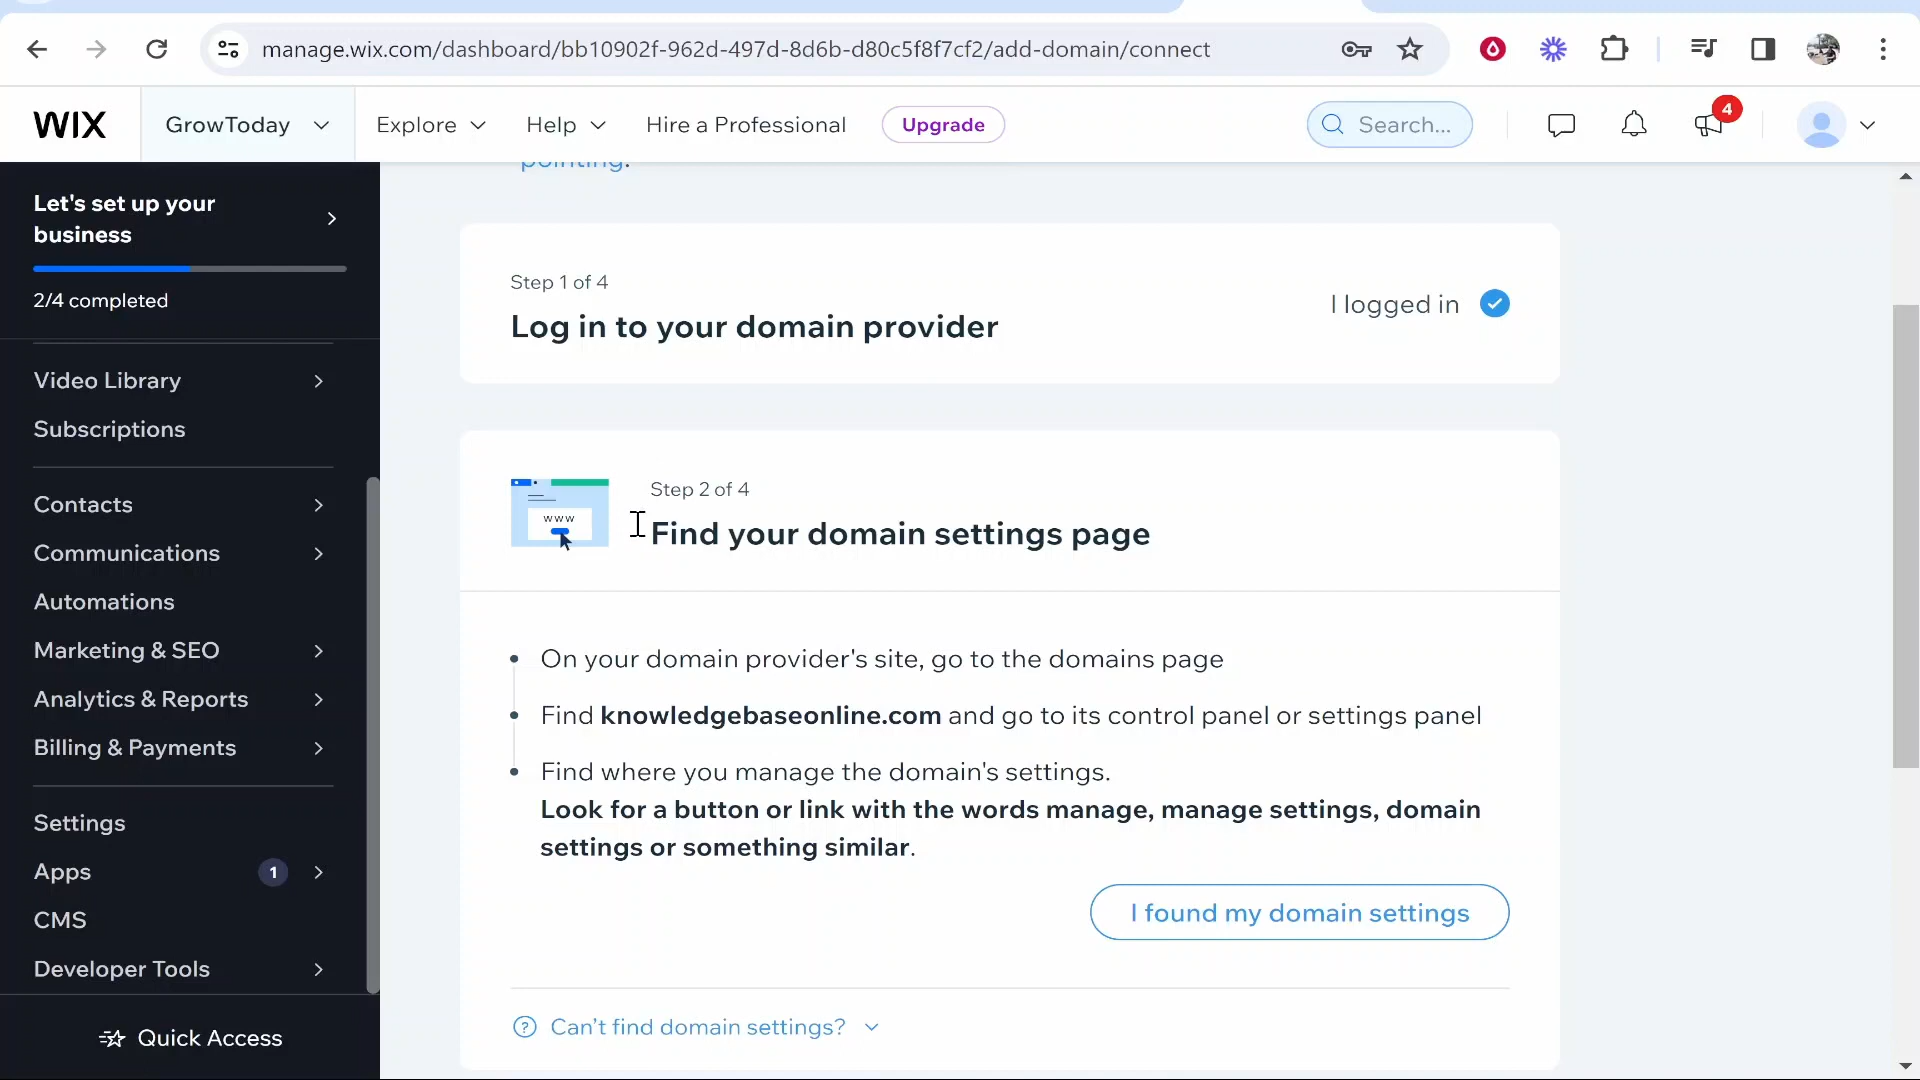 manage.wix.com/dashboard/bb10902f-962d-497d-8d6b-d80c5f8f7cf2/add-domain/connect
WIX
GrowToday
Explore
Help
Hire a Professional
Upgrade
Search...
4
Let's set up your
business
2/4 completed
Video Library
Subscriptions
Contacts
Communications
Automations
Marketing & SEO
Analytics & Reports
Billing & Payments
Settings
Apps
1
CMS
Developer Tools
Quick Access
pointing.
Step 1 of 4
Log in to your domain provider
I logged in
www
Step 2 of 4
Find your domain settings page
On your domain provider's site, go to the domains page
Find knowledgebaseonline.com and go to its control panel or settings panel
Find where you manage the domain's settings.
Look for a button or link with the words manage, manage settings, domain
settings or something similar.
I found my domain settings
Can't find domain settings?